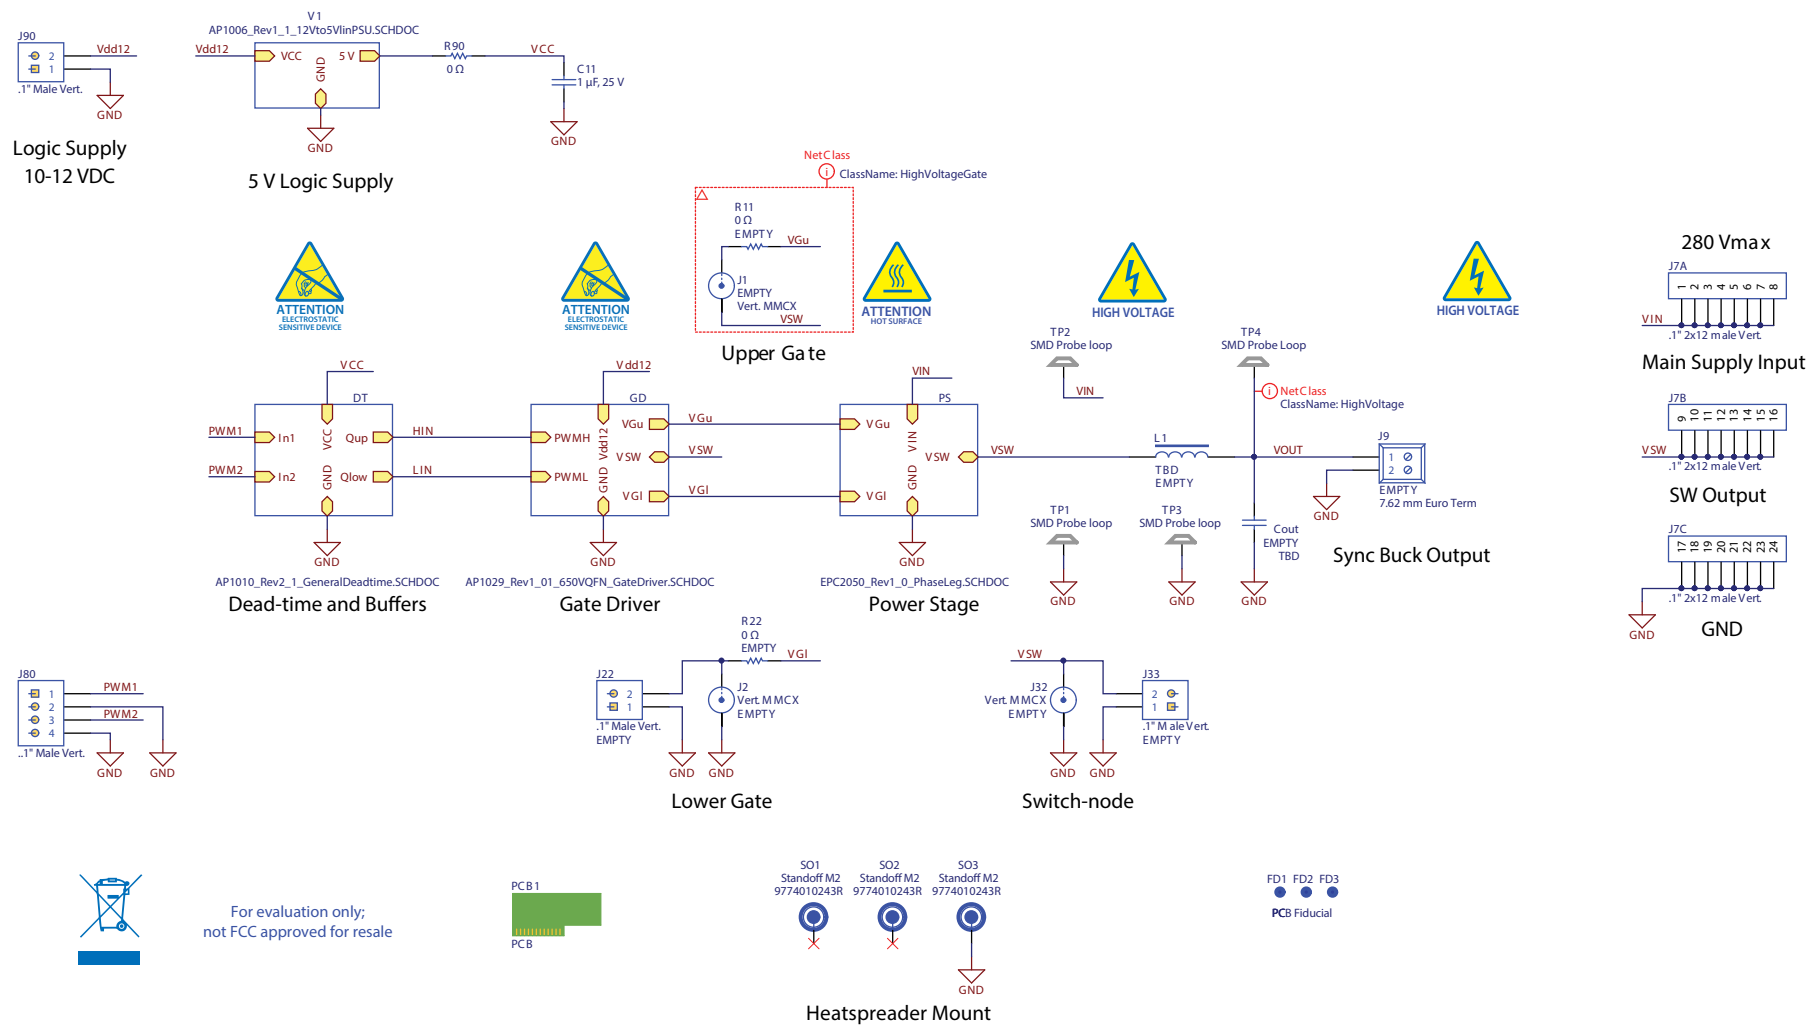 J90
2
1
Vdd12
.1" Male Vert.
GND
Logic Supply
10-12 VDC
V1
AP1006_Rev1_1_12Vto5VlinPSU.SCHDOC
Vdd12
VCC
GND
5 V
GND
R90
0 Ω
VCC
C11
1 µF, 25 V
GND
5 V Logic Supply
NetClass
i
ClassName: HighVoltageGate
R11
0 Ω
EMPTY
VGu
J1
EMPTY
Vert. MMCX
VSW
Upper Gate
ATTENTION
ELECTROSTATIC
SENSITIVE DEVICE
ATTENTION
ELECTROSTATIC
SENSITIVE DEVICE
ATTENTION
HOT SURFACE
HIGH VOLTAGE
HIGH VOLTAGE
280 Vmax
J7A
1 2 3 4 5 6 7 8
VIN
.1" 2x12 male Vert.
Main Supply Input
J7B
9 10 11 12 13 14 15 16
VSW
.1" 2x12 male Vert.
SW Output
J7C
17 18 19 20 21 22 23 24
.1" 2x12 male Vert.
GND
GND
VCC
DT
PWM1
In1
PWM2
In2
VCC
GND
Qup
Qlow
HIN
LIN
GND
AP1010_Rev2_1_GeneralDeadtime.SCHDOC
Dead-time and Buffers
Vdd12
GD
PWMH
PWML
Vdd12
GND
VGu
VSW
VGl
VGu
VSW
VGl
GND
AP1029_Rev1_01_650VQFN_GateDriver.SCHDOC
Gate Driver
VIN
PS
VGu
VGl
VIN
GND
VSW
VSW
GND
EPC2050_Rev1_0_PhaseLeg.SCHDOC
Power Stage
TP2
SMD Probe loop
VIN
TP4
SMD Probe Loop
i
NetClass
ClassName: HighVoltage
L1
TBD
EMPTY
VOUT
J9
1
2
EMPTY
7.62 mm Euro Term
GND
TP1
SMD Probe loop
GND
TP3
SMD Probe loop
GND
Cout
EMPTY
TBD
GND
Sync Buck Output
J80
1
2
3
4
PWM1
PWM2
..1" Male Vert.
GND
GND
R22
0 Ω
EMPTY
VGl
J22
2
1
.1" Male Vert.
EMPTY
J2
Vert. MMCX
EMPTY
GND
GND
Lower Gate
VSW
J32
Vert. MMCX
EMPTY
J33
2
1
.1" Male Vert.
EMPTY
GND
GND
Switch-node
For evaluation only;
not FCC approved for resale
PCB1
PCB
SO1
Standoff M2
9774010243R
SO2
Standoff M2
9774010243R
SO3
Standoff M2
9774010243R
GND
Heatspreader Mount
FD1 FD2 FD3
PCB Fiducial